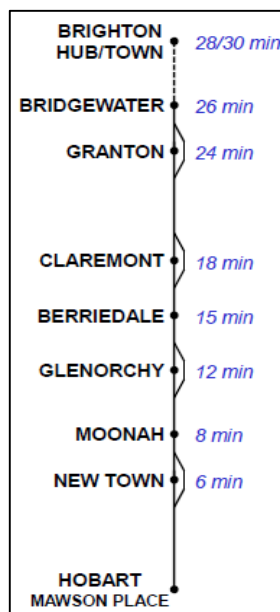 BRIGHTON
HUB/TOWN 28/30 min
BRIDGEWATER 26 min
GRANTON 24 min
CLAREMONT 18 min
BERRIEDALE 15 min
GLENORCHY 12 min
MOONAH 8 min
NEW TOWN 6 min
HOBART
MAWSON PLACE